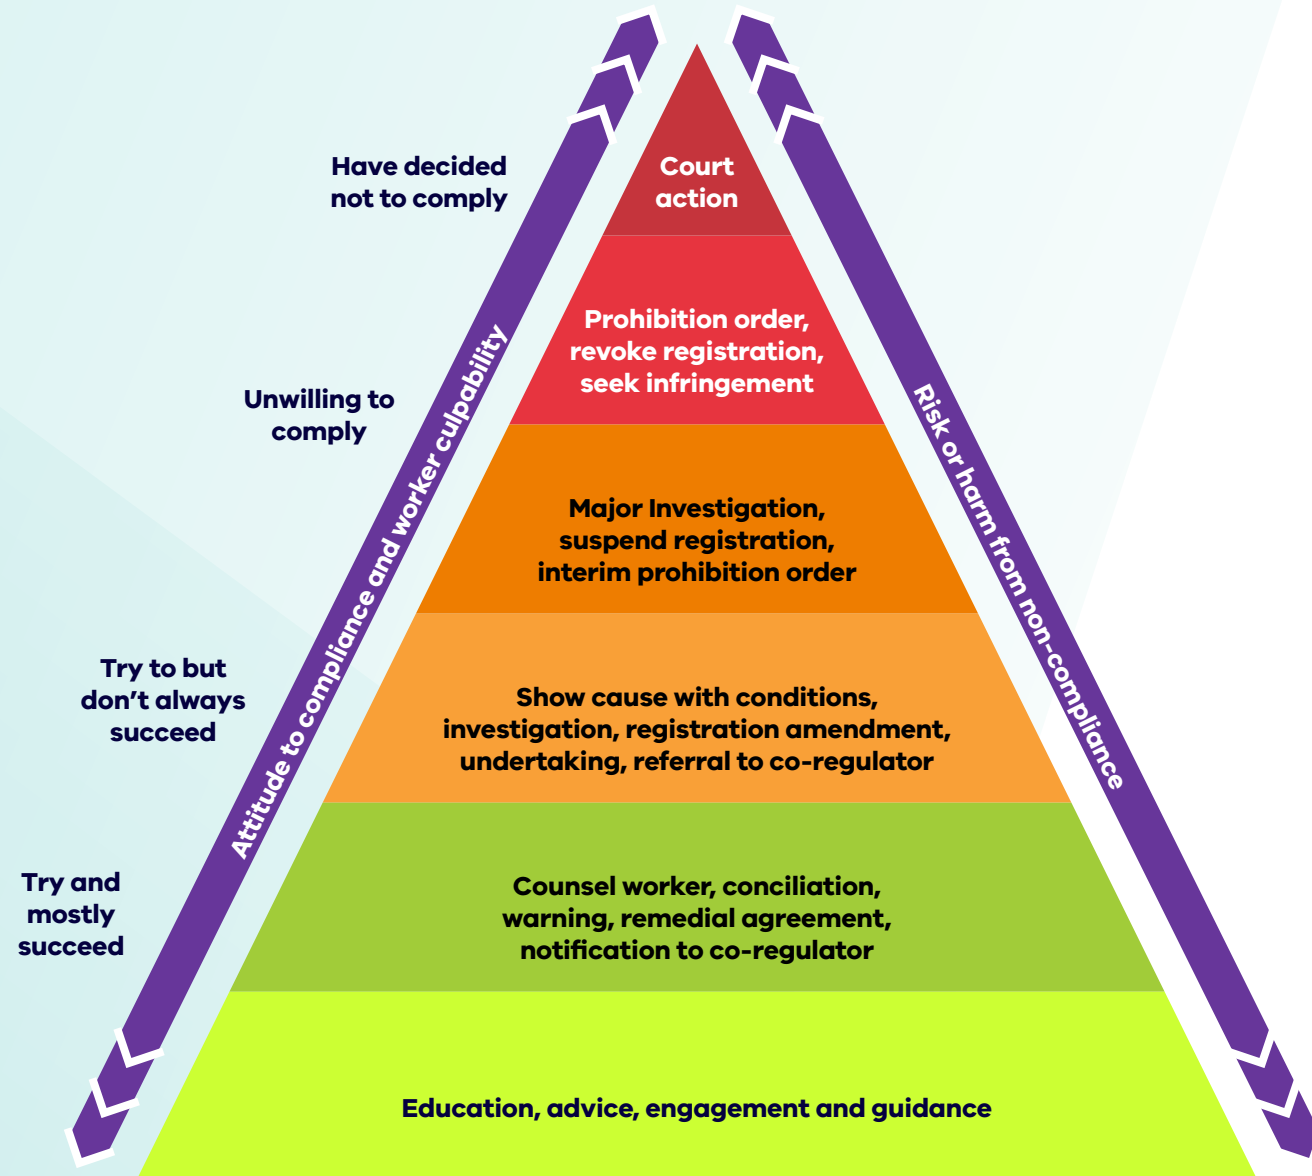 Have decided
not to comply
Court
action
Prohibition order,
revoke registration,
seek infringement
Unwilling to
comply
Attitude to compliance and worker culpability
Risk or harm from non-compliance
Major Investigation,
suspend registration,
interim prohibition order
Try to but
don’t always
succeed
Show cause with conditions,
investigation, registration amendment,
undertaking, referral to co-regulator
Try and
mostly
succeed
Counsel worker, conciliation,
warning, remedial agreement,
notification to co-regulator
Education, advice, engagement and guidance